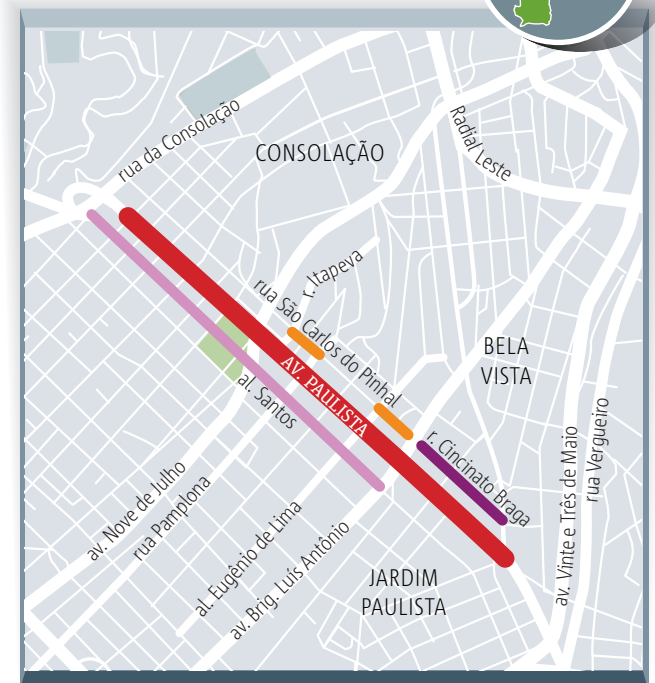 rua da Consolação
CONSOLAÇÃO
Radial Leste
r. Itapeva
rua São Carlos do Pinhal
BELA
VISTA
AV. PAULISTA
al. Santos
r. Cincinato Braga
av. Nove de Julho
rua Pamplona
al. Eugênio de Lima
av. Brig. Luís Antônio
JARDIM
PAULISTA
av. Vinte e Três de Maio
rua Vergueiro